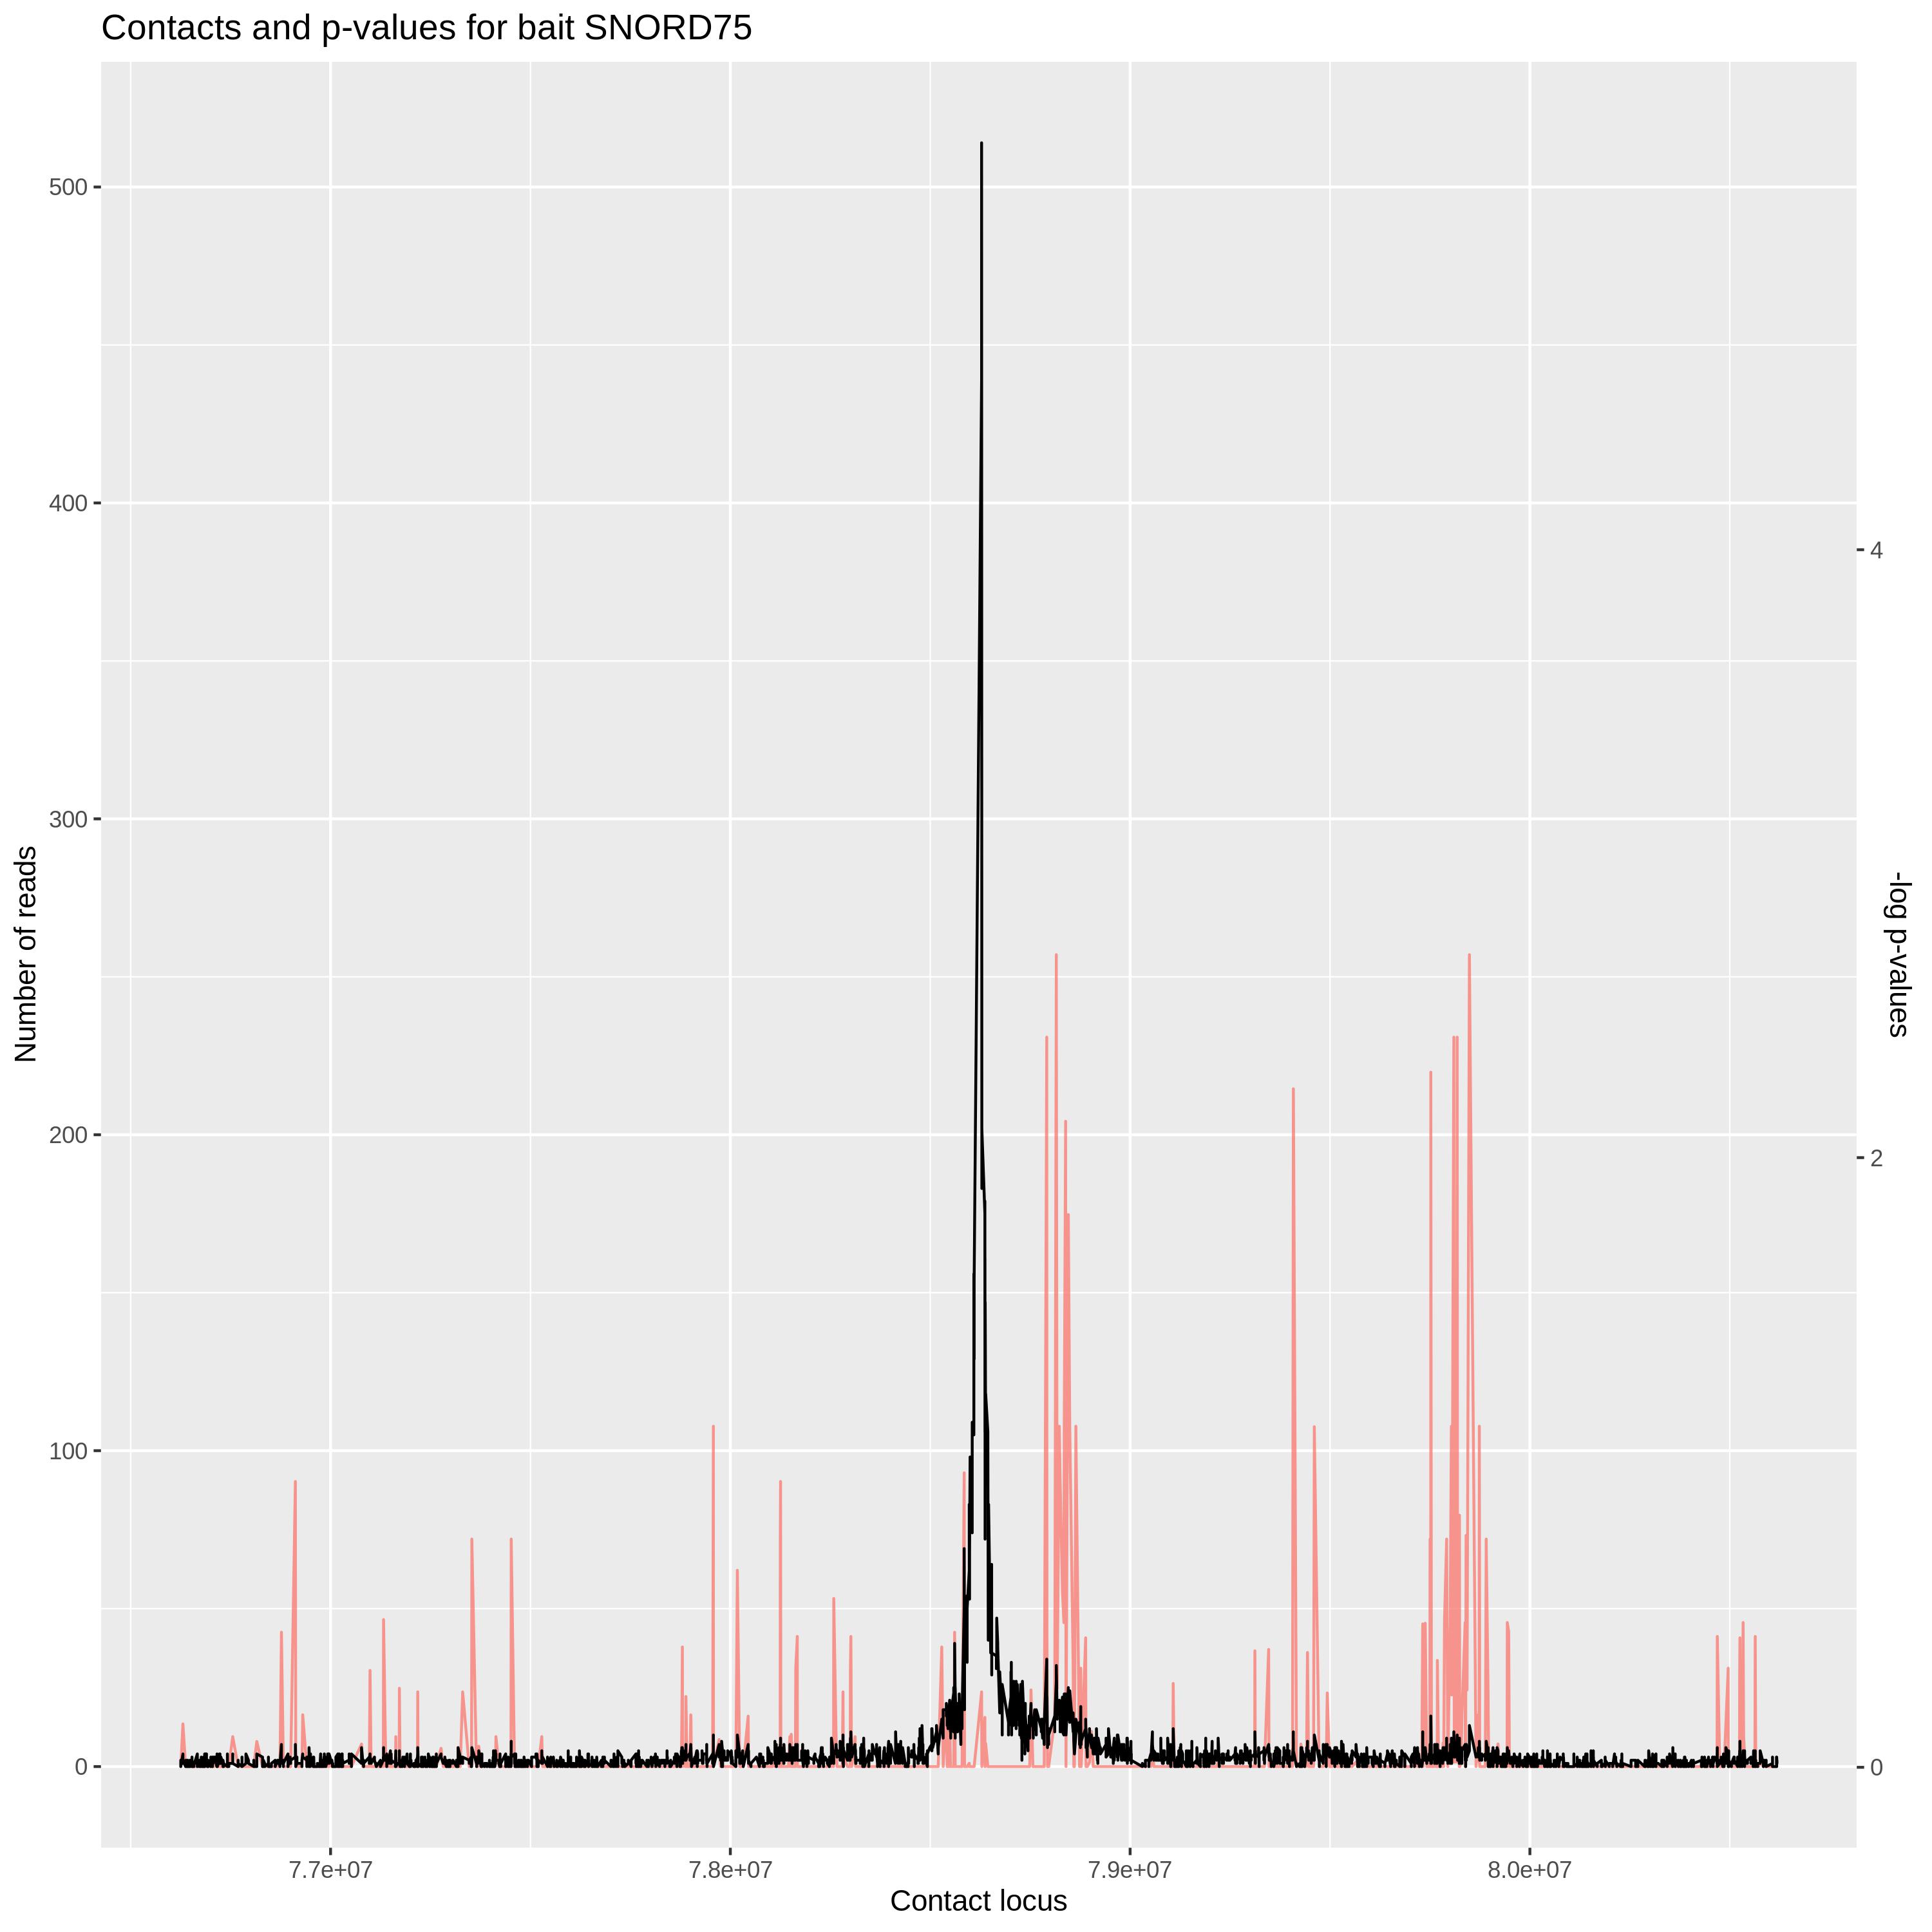 Contacts and p-values for bait SNORD75
500
400
300
200
100
0
Number of reads
4
2
0
-log p-values
7.7e+07
7.8e+07
7.9e+07
8.0e+07
Contact locus